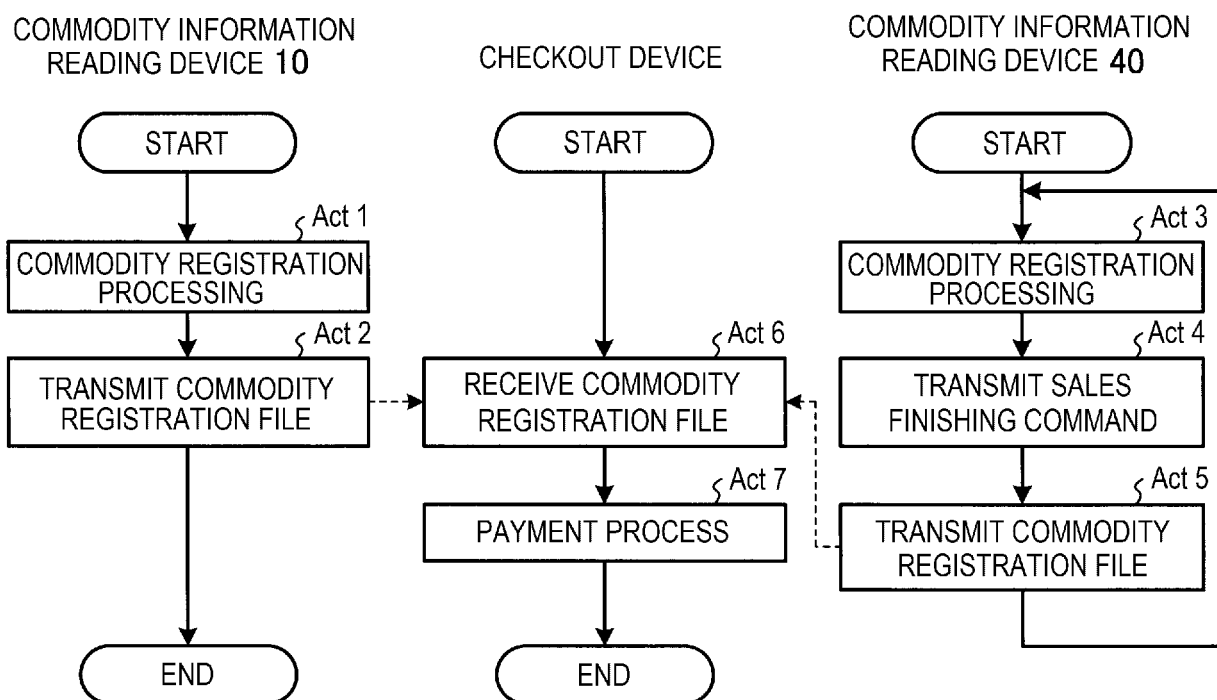 COMMODITY INFORMATION
READING DEVICE 10
START
Act 1
COMMODITY REGISTRATION
PROCESSING
Act 2
TRANSMIT COMMODITY
REGISTRATION FILE
END
CHECKOUT DEVICE
START
Act 6
RECEIVE COMMODITY
REGISTRATION FILE
Act 7
PAYMENT PROCESS
END
COMMODITY INFORMATION
READING DEVICE 40
START
Act 3
COMMODITY REGISTRATION
PROCESSING
Act 4
TRANSMIT SALES
FINISHING COMMAND
Act 5
TRANSMIT COMMODITY
REGISTRATION FILE